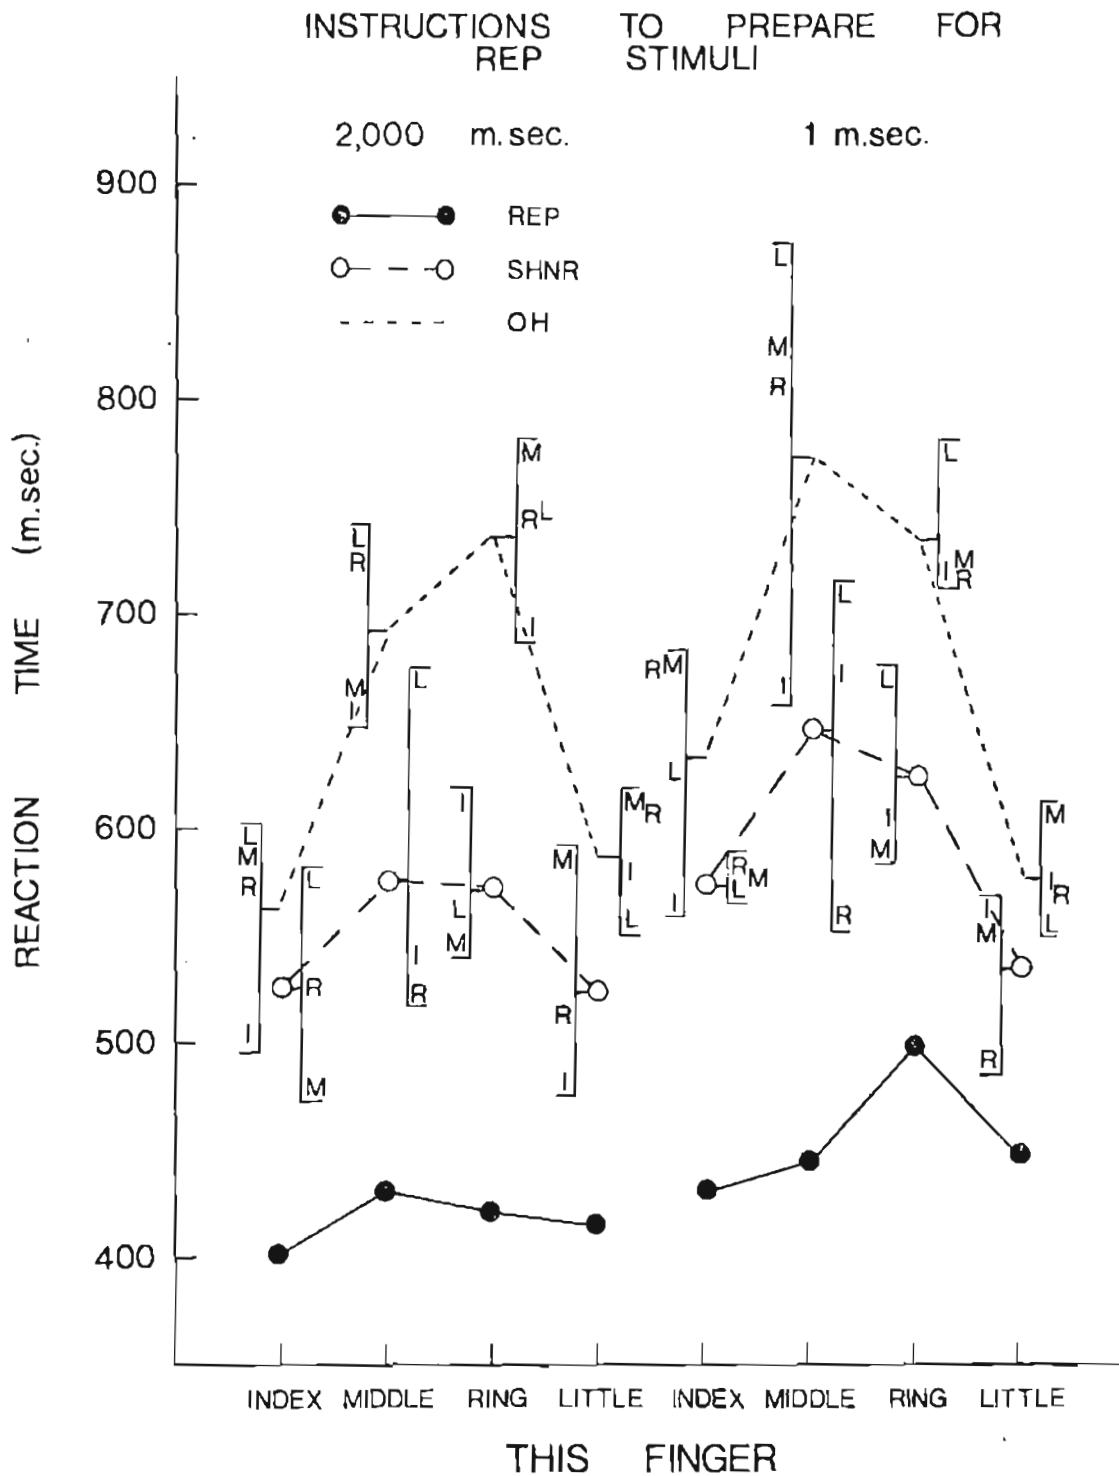 INSTRUCTIONS TO PREPARE FOR
REP STIMULI
2,000 m.sec. 1 m.sec.
REP
SHNR
OH
REACTION TIME (m.sec.)
900
800
700
600
500
400
L
M
R
I
L
R
M
L
R
M
I
L
I
R
I
L
M
M
R L
I
M
R
I
M R
I
L
R M
L
I
R
M
L
L
M
R
I
L
I
R
L
I
M
L
M
I R
I
M
R
M
I
R
L
INDEX MIDDLE RING LITTLE INDEX MIDDLE RING LITTLE
THIS FINGER